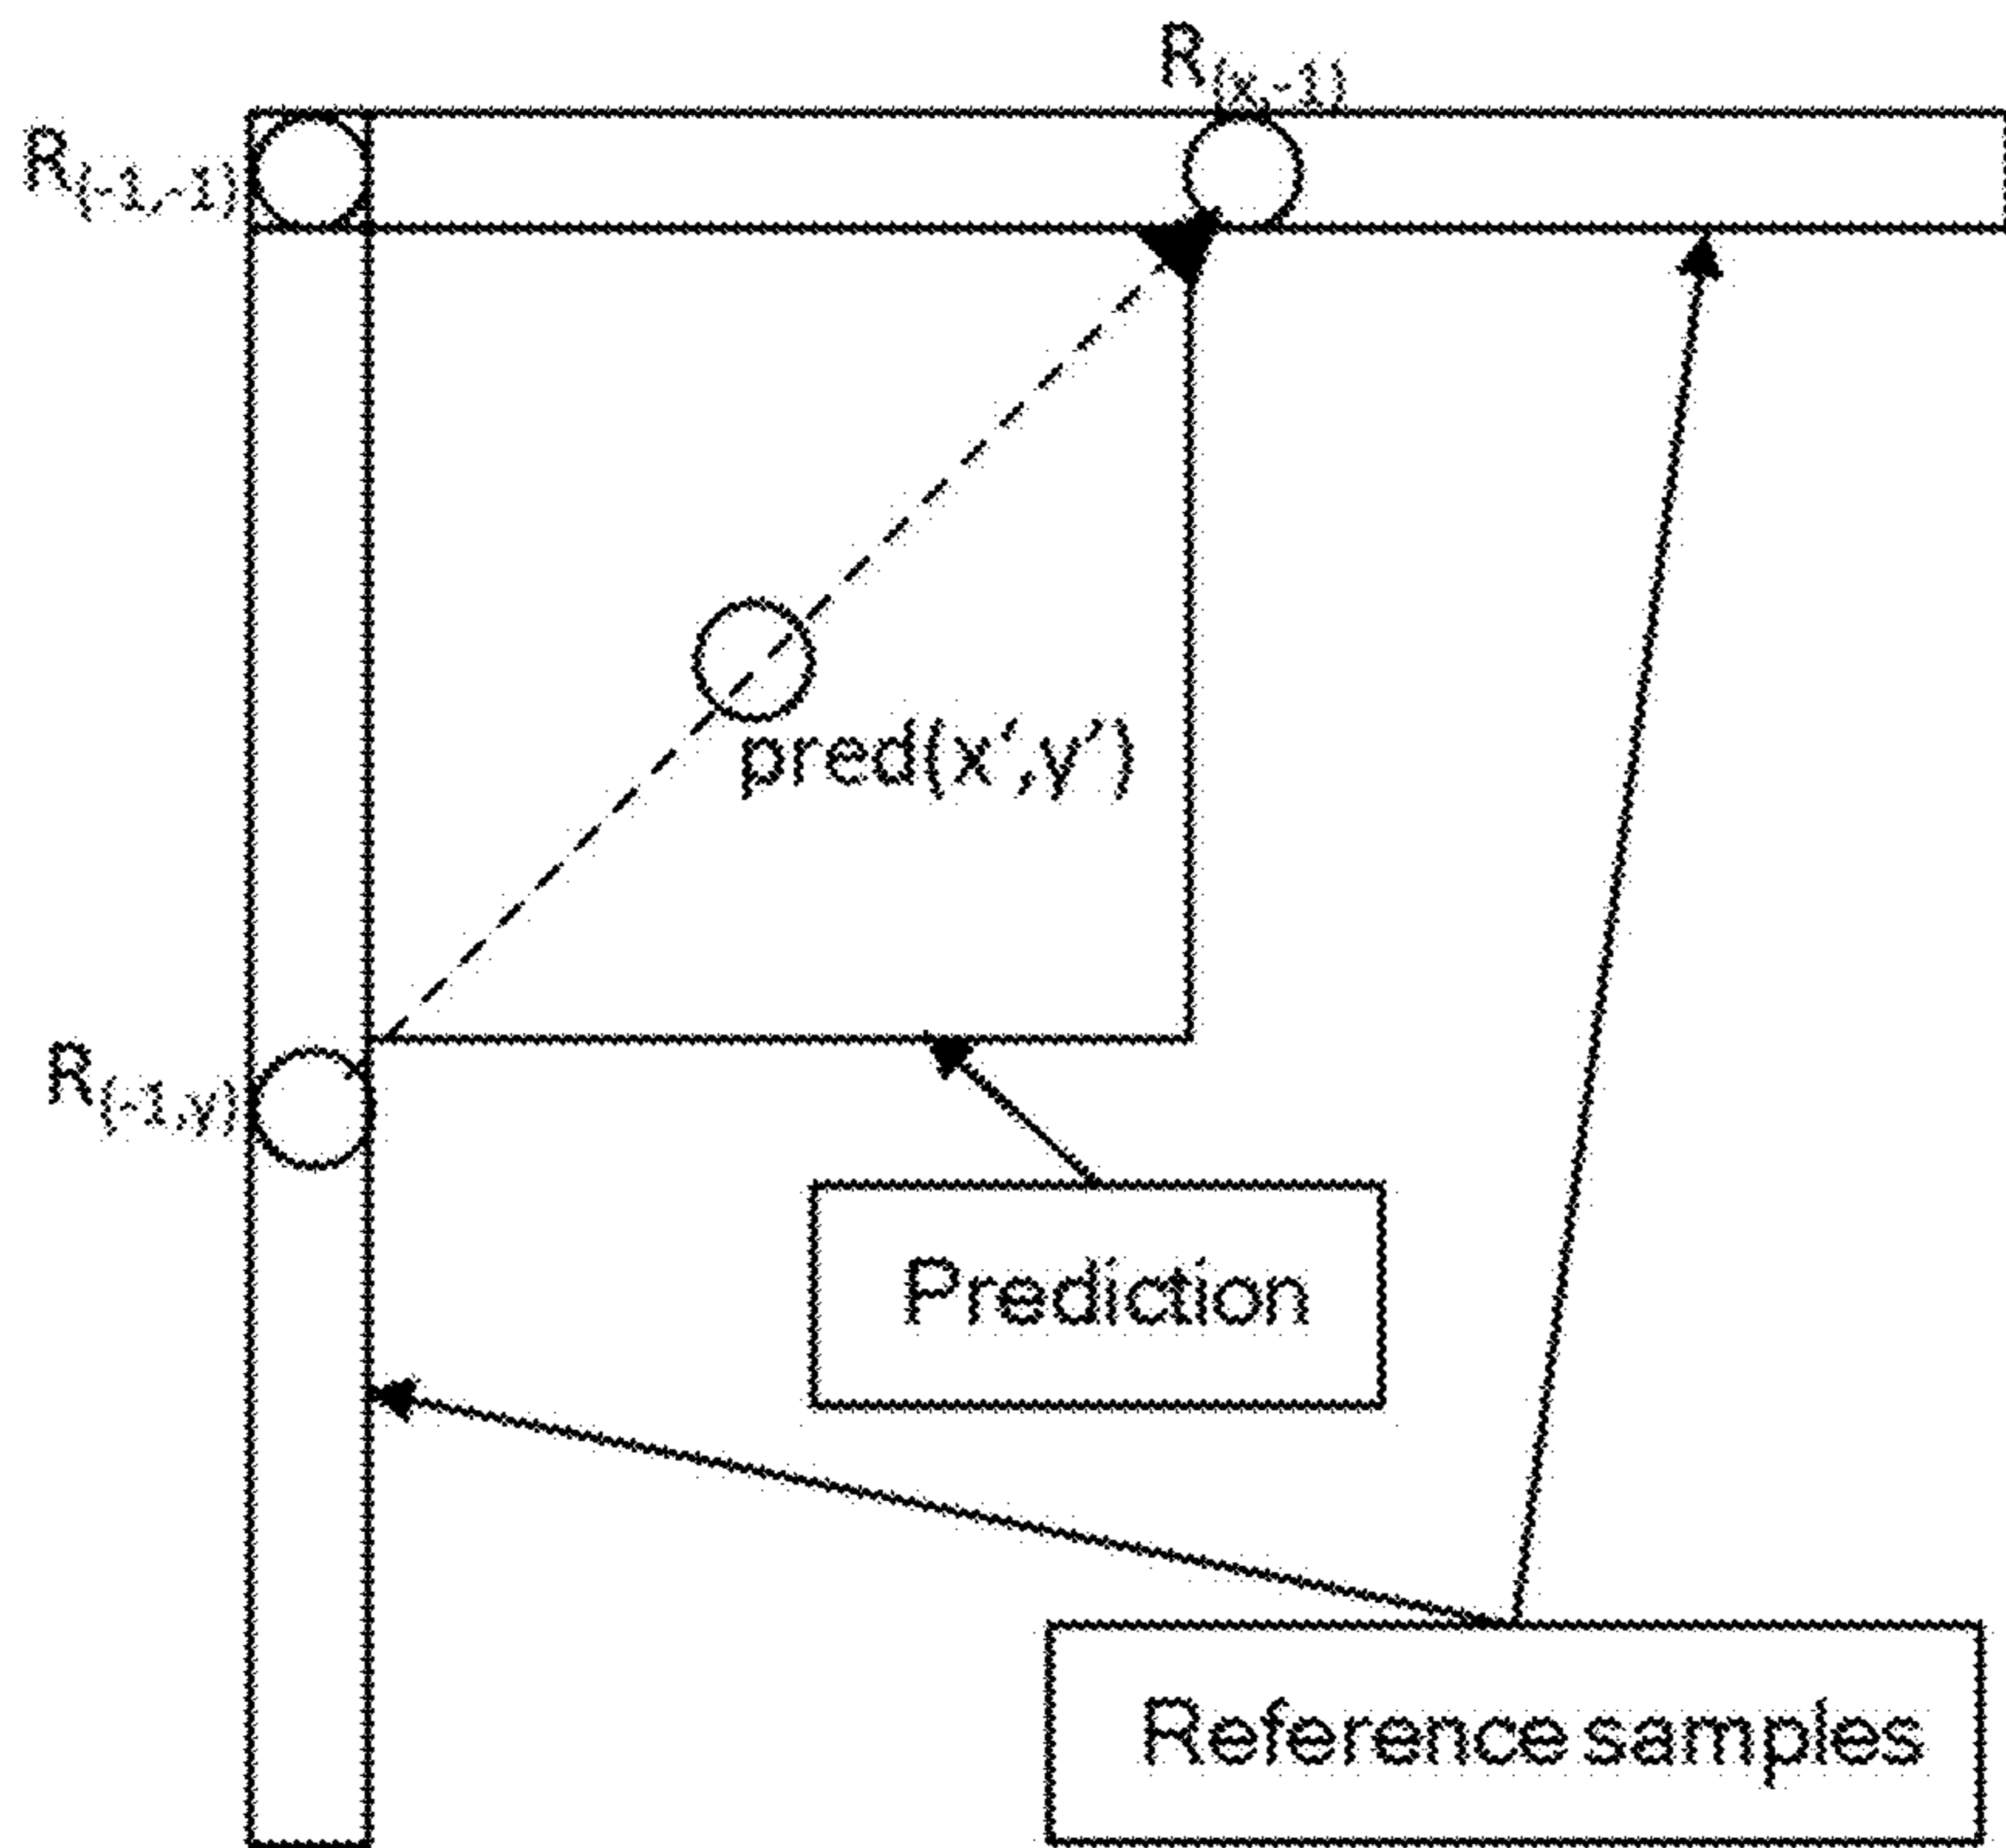 R(x,-1)
R(-1,-1)
pred(x′,y′)
R(-1,y)
Prediction
Reference samples